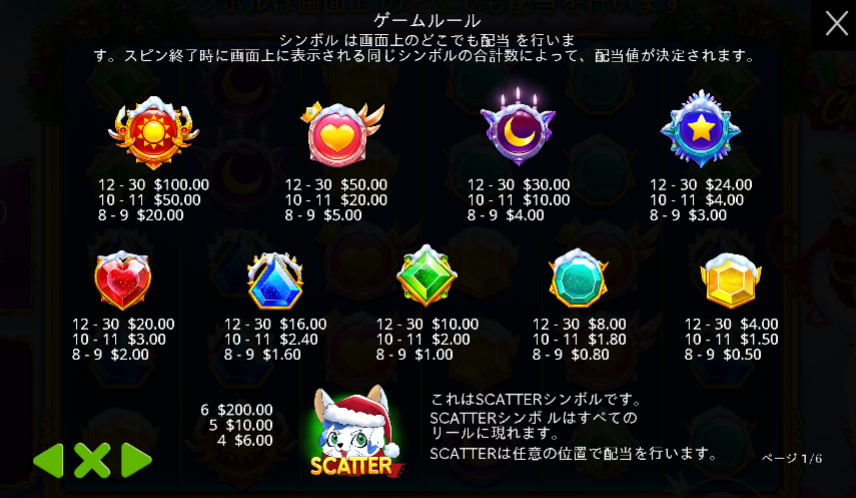 ゲームルール
シンボル は画面上のどこでも配当 を行いま
す。スピン終了時に画面上に表示される同じシンボルの合計数によって、配当値が決定されます。
12 - 30 $100.00
10 - 11 $50.00
8 - 9 $20.00
12 - 30 $50.00
10 - 11 $20.00
8 - 9 $5.00
12 - 30 $30.00
10 - 11 $10.00
8 - 9 $4.00
12 - 30 $24.00
10 - 11 $4.00
8 - 9 $3.00
12 - 30 $20.00
10 - 11 $3.00
8 - 9 $2.00
12 - 30 $16.00
10 - 11 $2.40
8 - 9 $1.60
12 - 30 $10.00
10 - 11 $2.00
8 - 9 $1.00
12 - 30 $8.00
10 - 11 $1.80
8 - 9 $0.80
12 - 30 $4.00
10 - 11 $1.50
8 - 9 $0.50
6 $200.00
5 $10.00
4 $6.00
SCATTER
これはSCATTERシンボルです。
SCATTERシンボ ルはすべての
リールに現れます。
SCATTERは任意の位置で配当を行います。
ページ 1/6